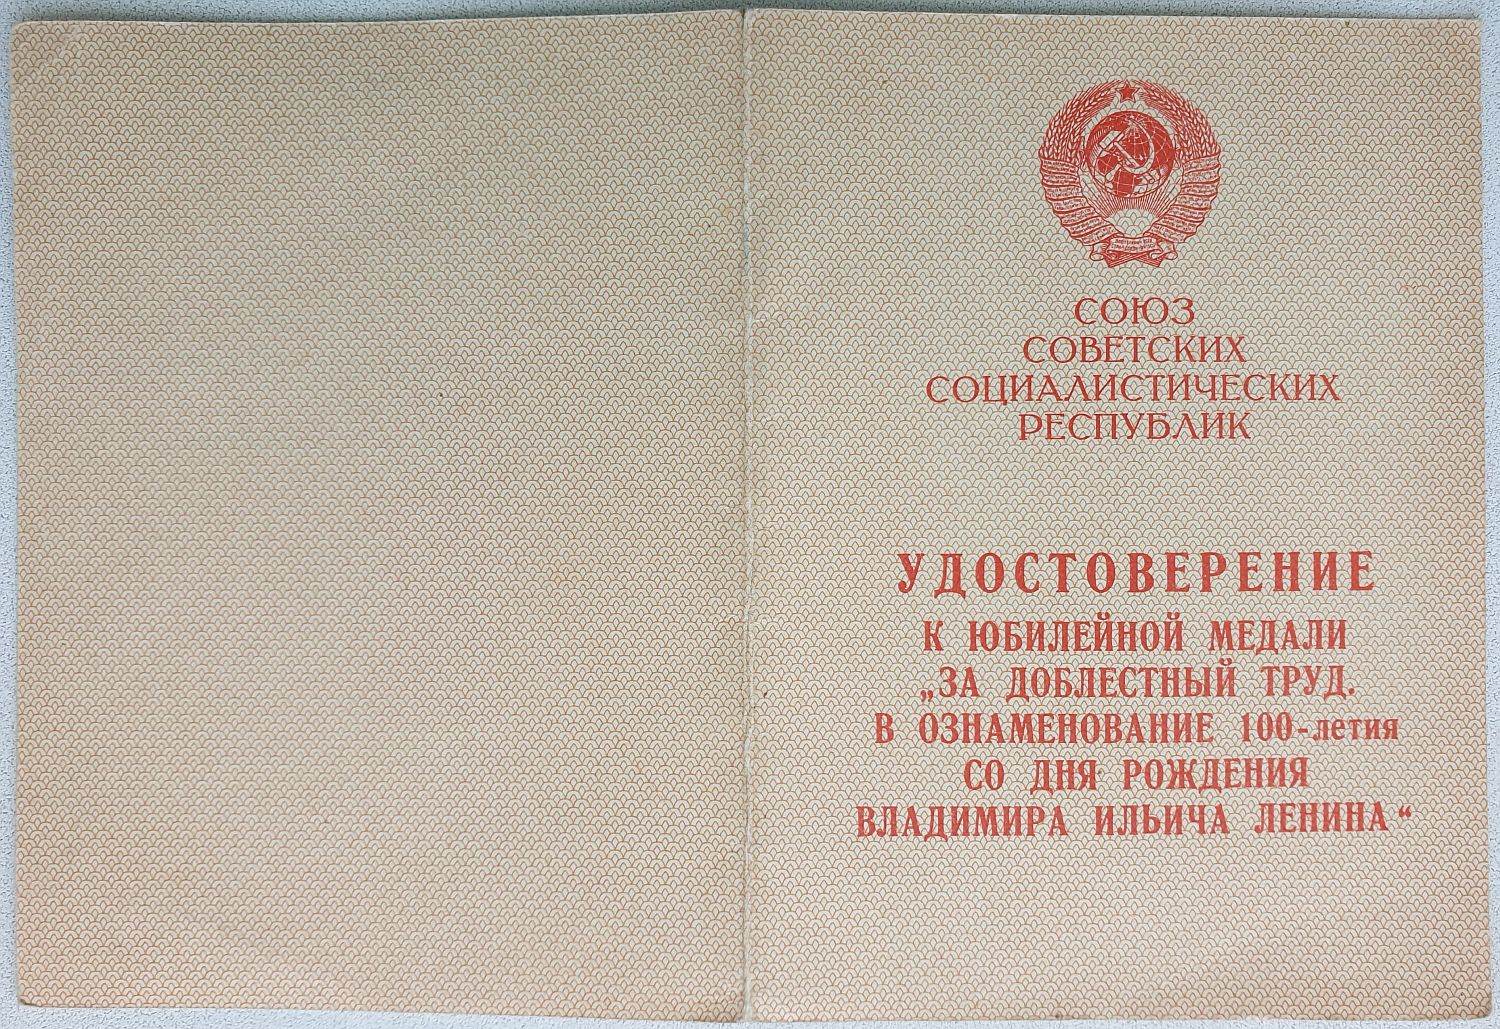 СОЮЗ
СОВЕТСКИХ
СОЦИАЛИСТИЧЕСКИХ
РЕСПУБЛИК
УДОСТОВЕРЕНИЕ
К ЮБИЛЕЙНОЙ МЕДАЛИ
„ЗА ДОБЛЕСТНЫЙ ТРУД.
В ОЗНАМЕНОВАНИЕ 100-летия
СО ДНЯ РОЖДЕНИЯ
ВЛАДИМИРА ИЛЬИЧА ЛЕНИНА“